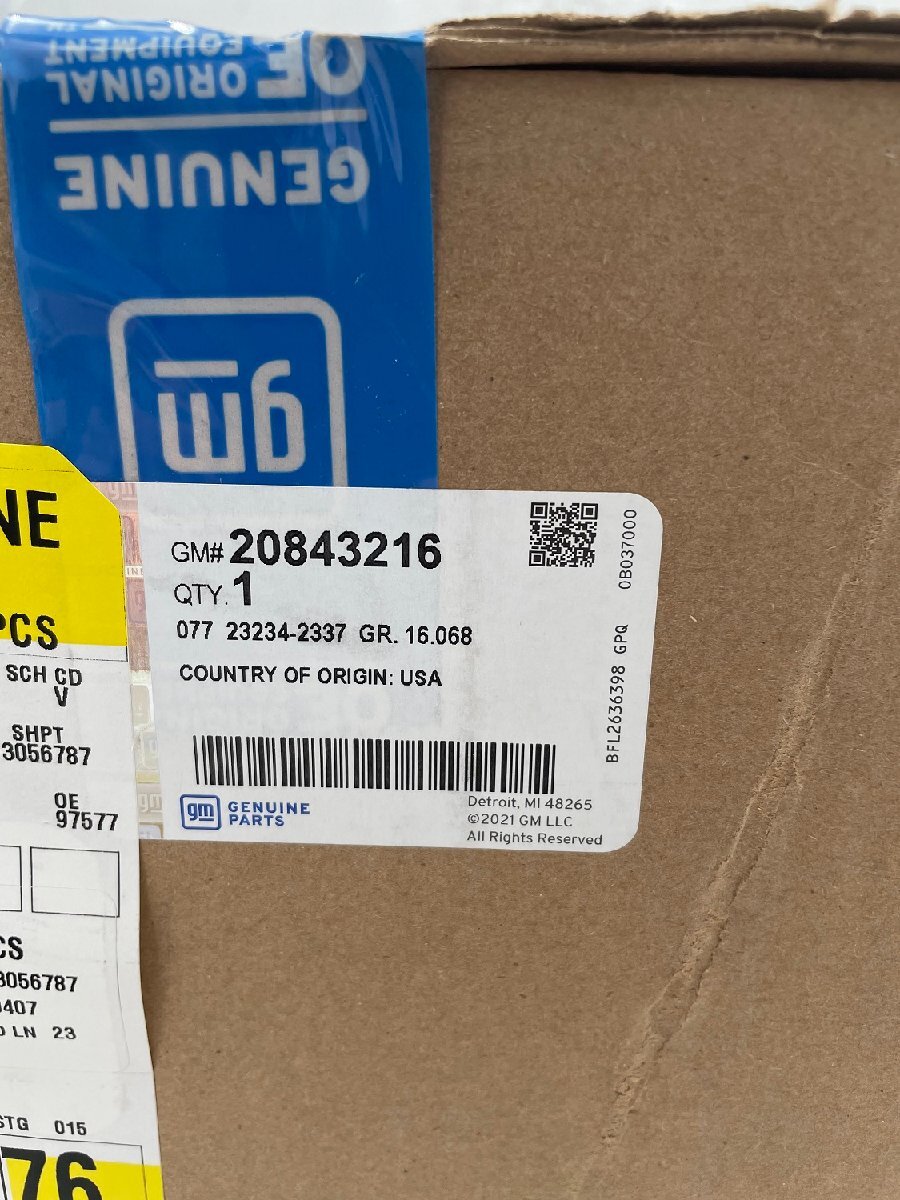 EQUIPMENT
OE ORIGINAL
GENUINE
gm
NE
PCS
SCH CD
V
SHPT
3056787
OE
97577
CS
3056787
0407
LN 23
STG 015
76
GM# 20843216
QTY. 1
077 23234-2337 GR. 16.068
COUNTRY OF ORIGIN: USA
gm GENUINE
PARTS
Detroit, MI 48265
©2021 GM LLC
All Rights Reserved
BFL2636398 GPQ 0B037000